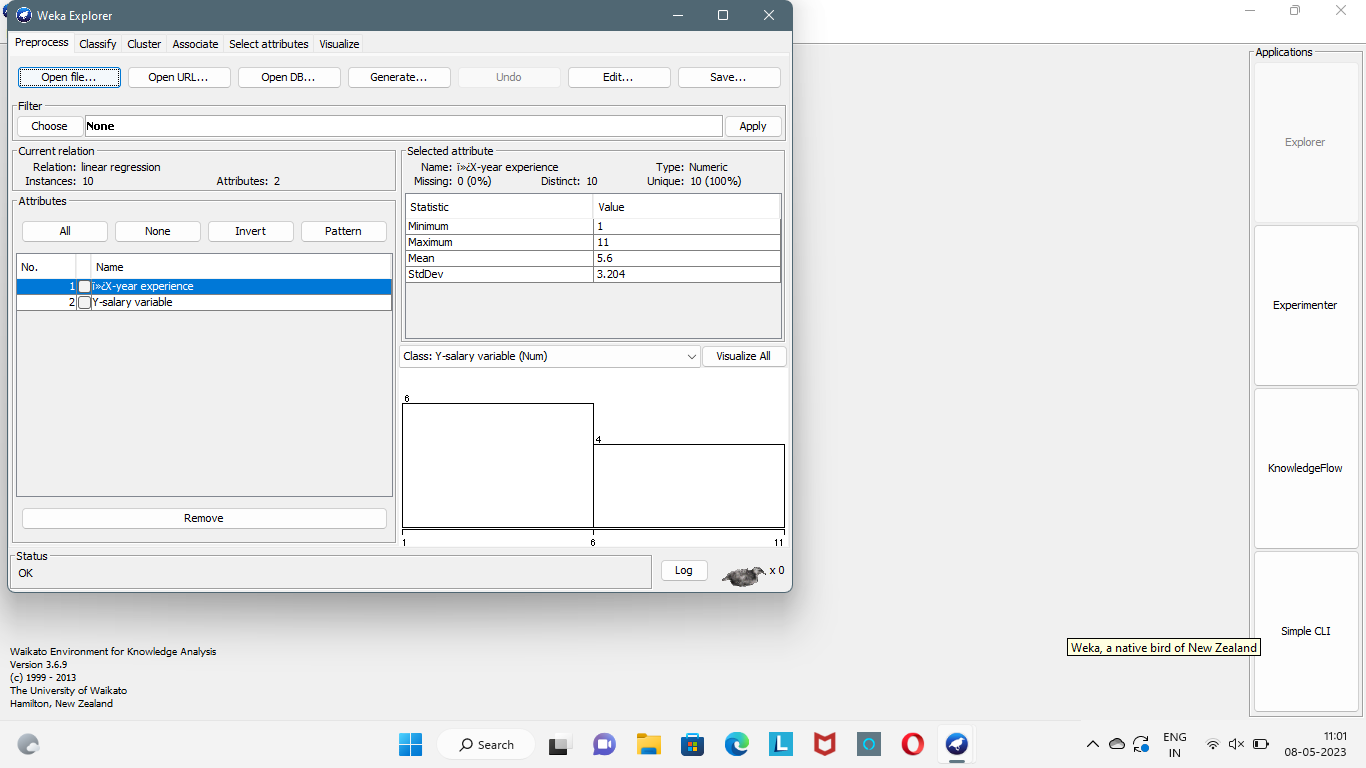 Weka Explorer
Preprocess Classify Cluster Associate Select attributes Visualize
Open file... Open URL... Open DB... Generate... Undo Edit... Save...
Filter
Choose None Apply
Current relation
Relation: linear regression
Instances: 10 Attributes: 2
Attributes
All None Invert Pattern
No. Name
1 ï»¿X-year experience
2 Y-salary variable
Remove
Selected attribute
Name: ï»¿X-year experience Type: Numeric
Missing: 0 (0%) Distinct: 10 Unique: 10 (100%)
Statistic Value
Minimum 1
Maximum 11
Mean 5.6
StdDev 3.204
Class: Y-salary variable (Num) Visualize All
6
4
1 6 11
Status
OK
Log x 0
Applications
Explorer
Experimenter
KnowledgeFlow
Simple CLI
Weka, a native bird of New Zealand
Waikato Environment for Knowledge Analysis
Version 3.6.9
(c) 1999 - 2013
The University of Waikato
Hamilton, New Zealand
Search
L
ENG
IN
11:01
08-05-2023